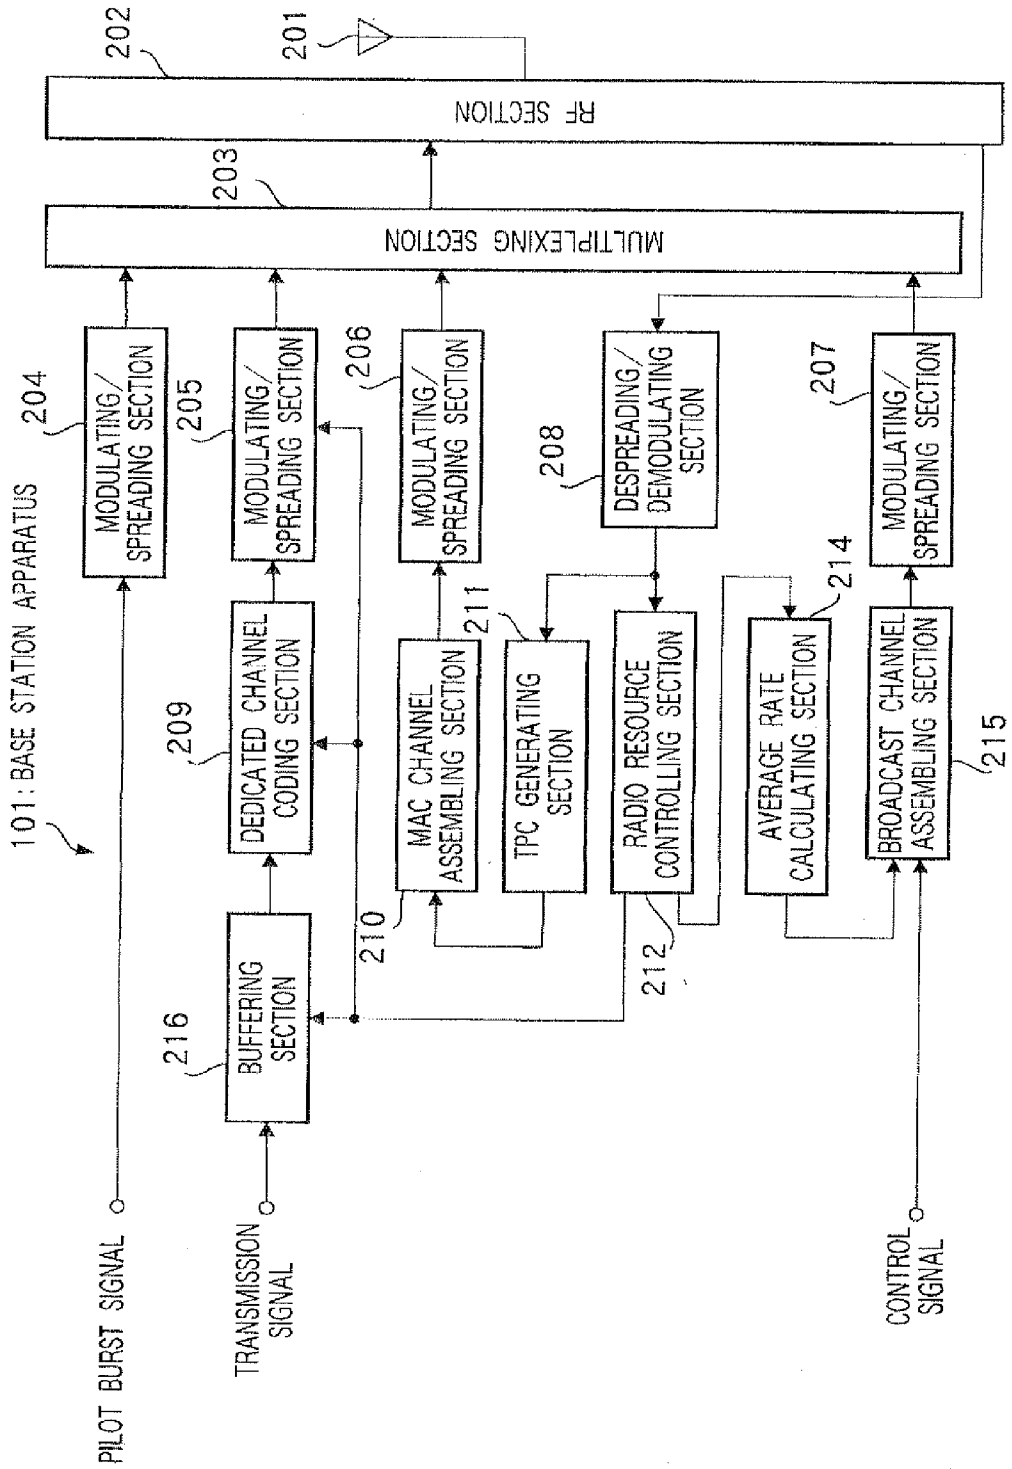 101:BASE STATION APPARATUS
PILOT BURST SIGNAL
204
MODULATING/
SPREADING SECTION
203
MULTIPLEXING SECTION
202
RF SECTION
201
TRANSMISSION
SIGNAL
216
BUFFERING
SECTION
209
DEDICATED CHANNEL
CODING SECTION
205
MODULATING/
SPREADING SECTION
210
MAC CHANNEL
ASSEMBLING SECTION
206
MODULATING/
SPREADING SECTION
211
TPC GENERATING
SECTION
212
RADIO RESOURCE
CONTROLLING SECTION
208
DESPREADING/
DEMODULATING
SECTION
214
AVERAGE RATE
CALCULATING SECTION
CONTROL
SIGNAL
215
BROADCAST CHANNEL
ASSEMBLING SECTION
207
MODULATING/
SPREADING SECTION